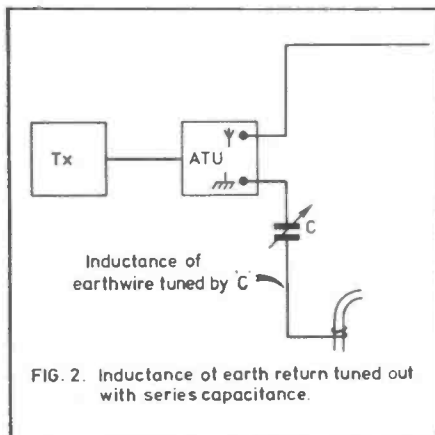 Tx
ATU
C
Inductance of
earthwire tuned by 'C'
FIG. 2. Inductance of earth return tuned out
with series capacitance.